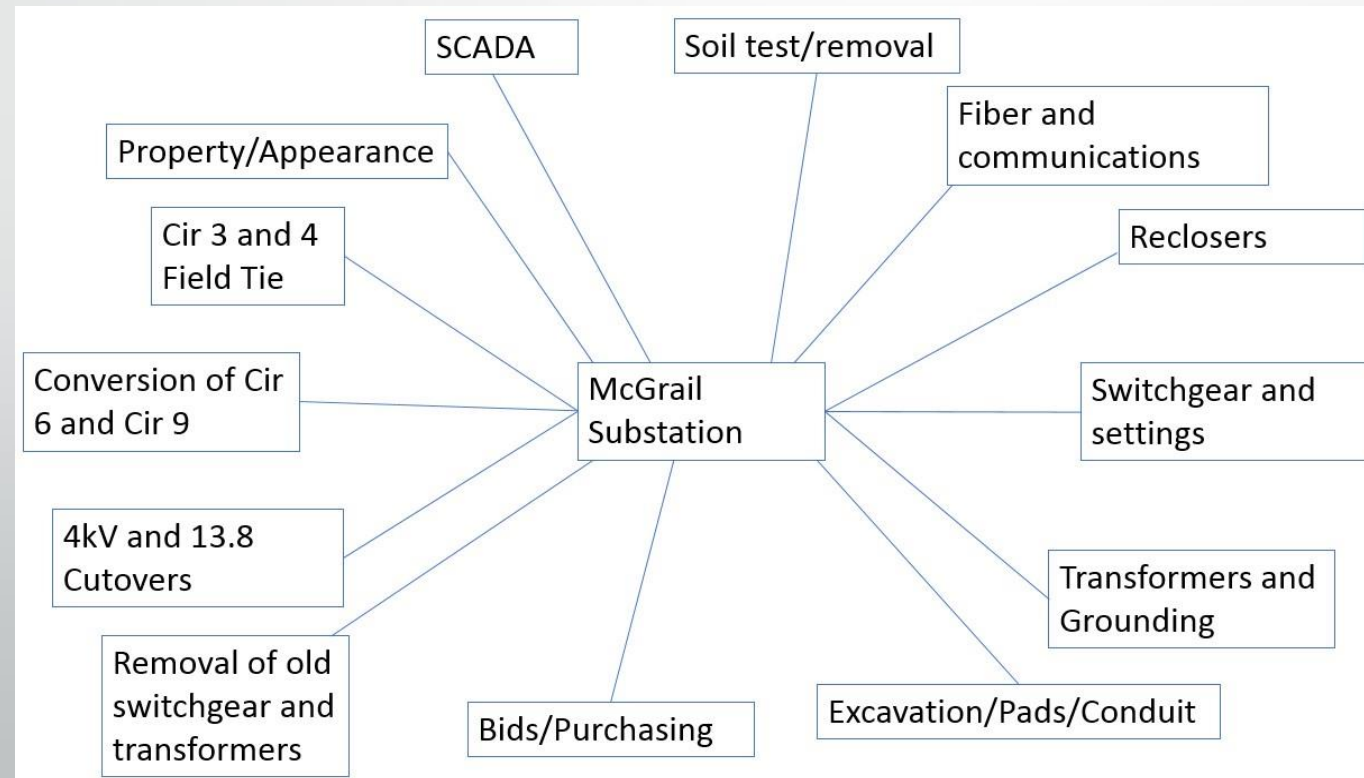 SCADA
Soil test/removal
Fiber and
communications
Property/Appearance
Cir 3 and 4
Field Tie
Reclosers
Conversion of Cir
6 and Cir 9
McGrail
Substation
Switchgear and
settings
4kV and 13.8
Cutovers
Transformers and
Grounding
Removal of old
switchgear and
transformers
Bids/Purchasing
Excavation/Pads/Conduit